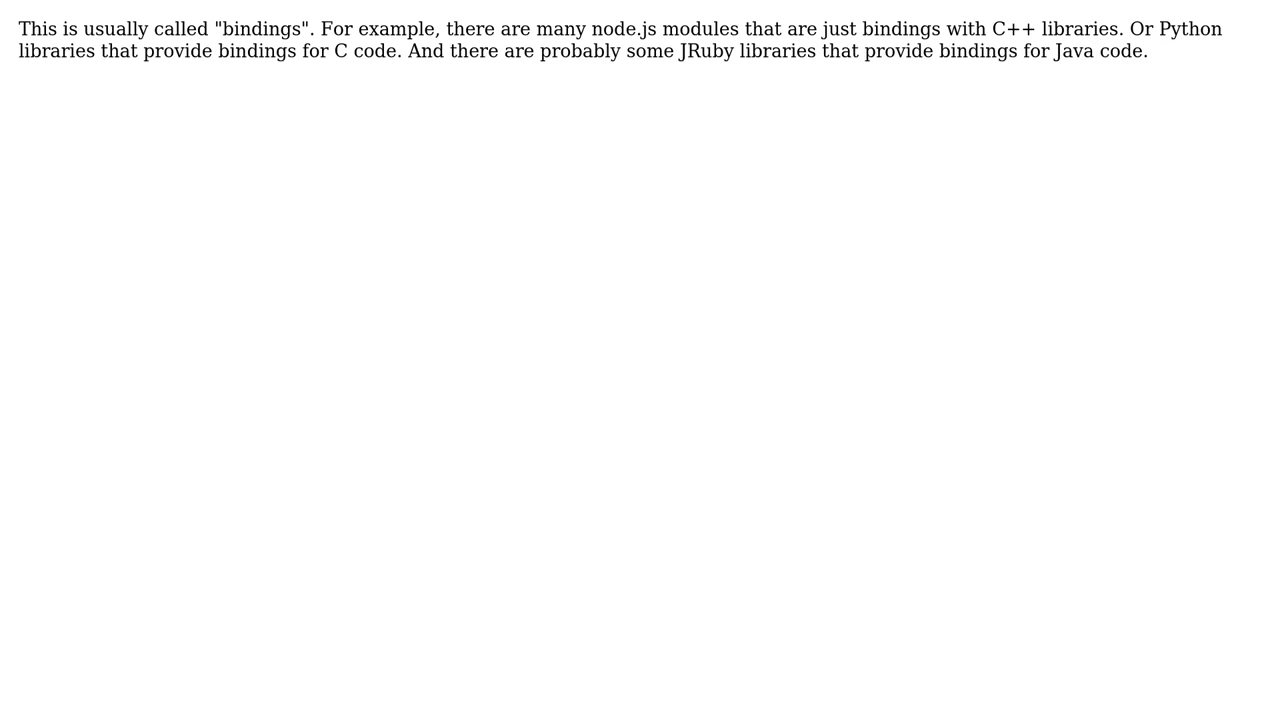 This is usually called "bindings". For example, there are many node.js modules that are just bindings with C++ libraries. Or Python
libraries that provide bindings for C code. And there are probably some JRuby libraries that provide bindings for Java code.